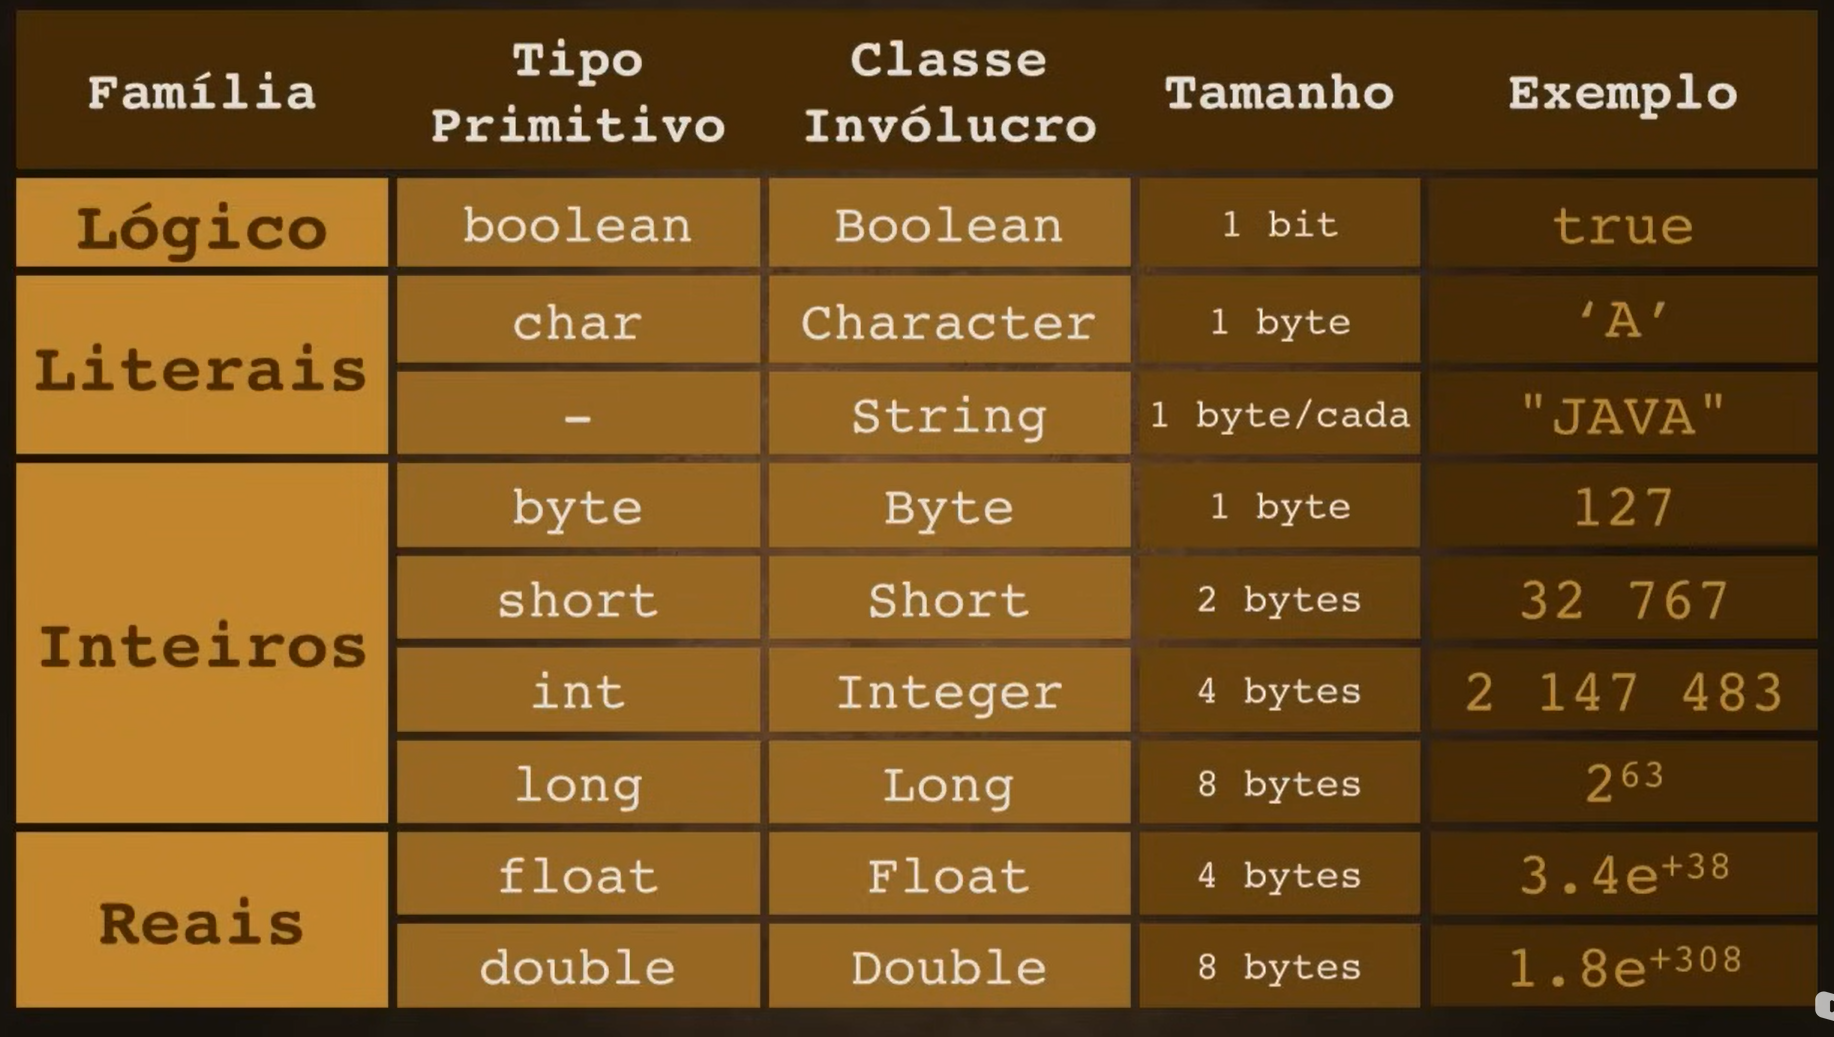 Família
Tipo
Primitivo
Classe
Invólucro
Tamanho
Exemplo
Lógico
boolean
Boolean
1 bit
true
Literais
char
Character
1 byte
‘A’
–
String
1 byte/cada
"JAVA"
Inteiros
byte
Byte
1 byte
127
short
Short
2 bytes
32 767
int
Integer
4 bytes
2 147 483
long
Long
8 bytes
2⁶³
Reais
float
Float
4 bytes
3.4e⁺³⁸
double
Double
8 bytes
1.8e⁺³⁰⁸